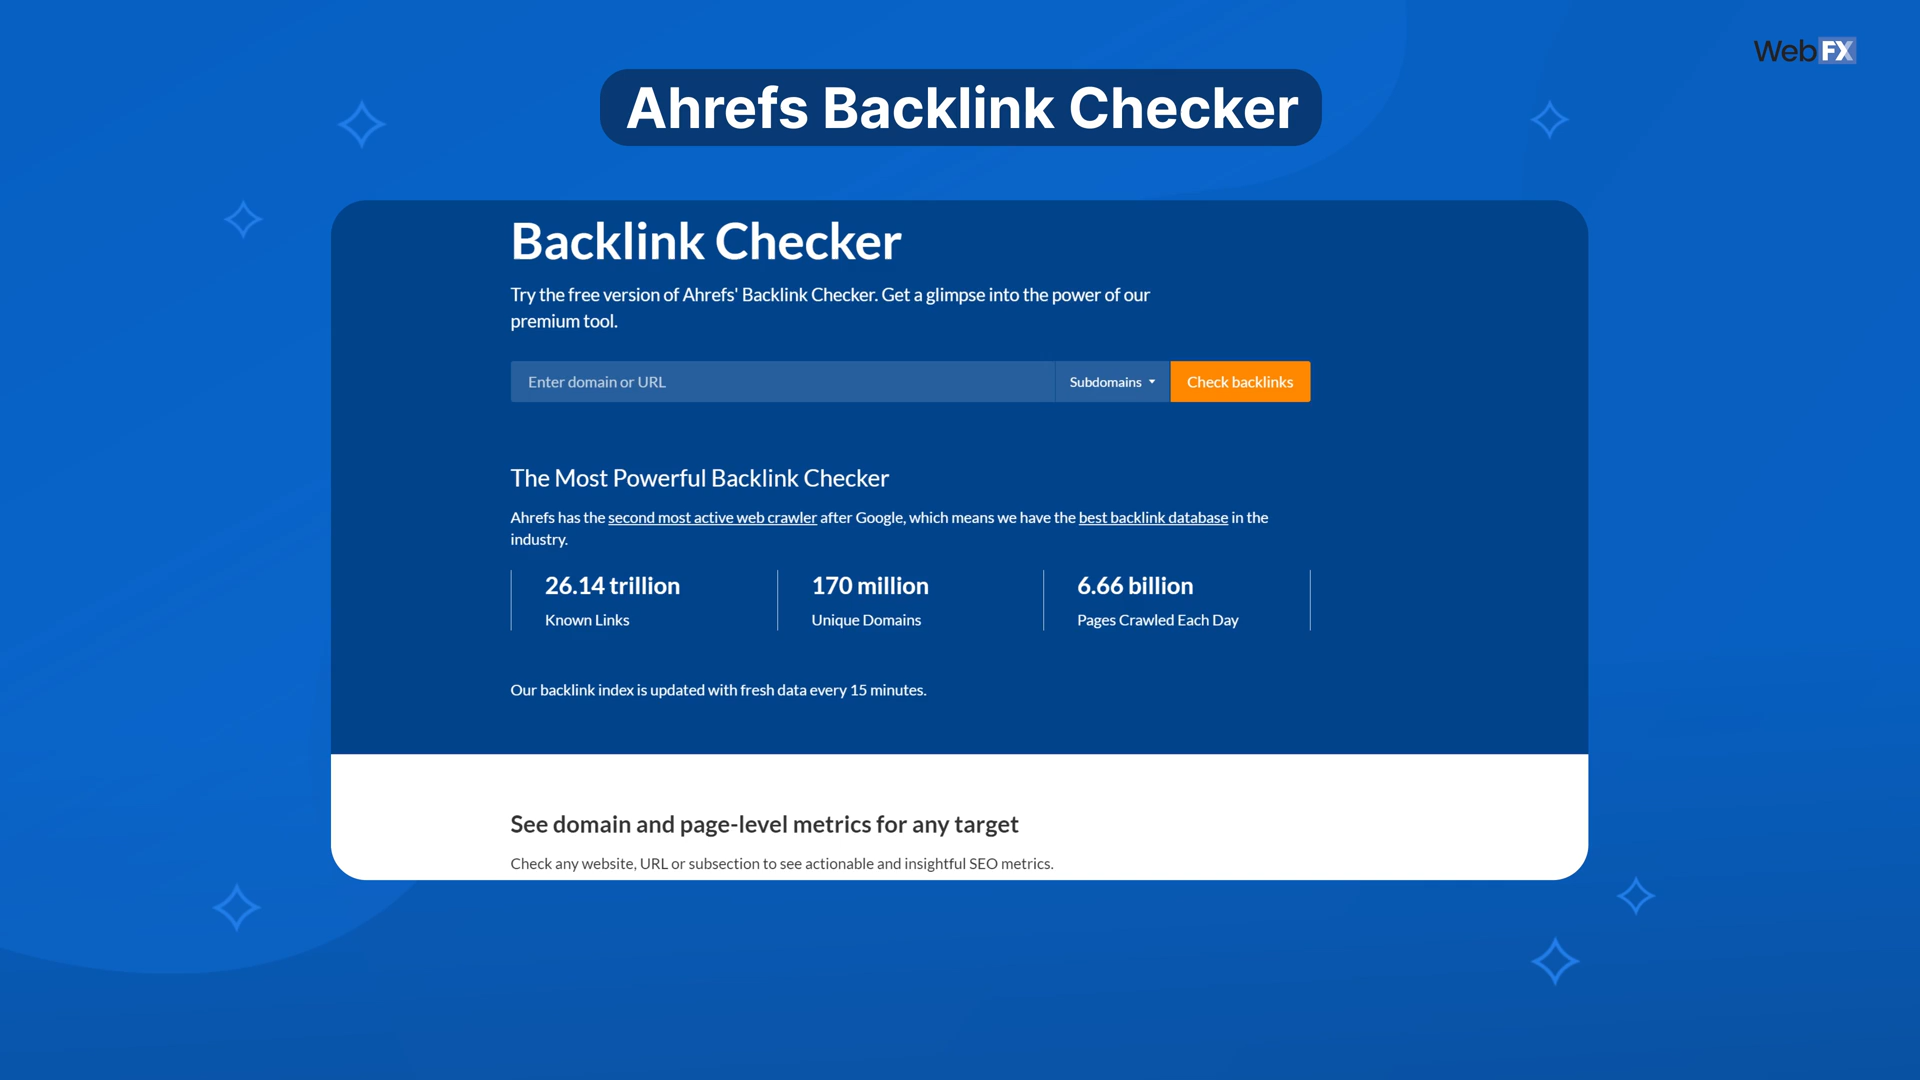 WebFX
Ahrefs Backlink Checker
Backlink Checker
Try the free version of Ahrefs' Backlink Checker. Get a glimpse into the power of our
premium tool.
Enter domain or URL
Subdomains
Check backlinks
The Most Powerful Backlink Checker
Ahrefs has the second most active web crawler after Google, which means we have the best backlink database in the
industry.
26.14 trillion
Known Links
170 million
Unique Domains
6.66 billion
Pages Crawled Each Day
Our backlink index is updated with fresh data every 15 minutes.
See domain and page-level metrics for any target
Check any website, URL or subsection to see actionable and insightful SEO metrics.